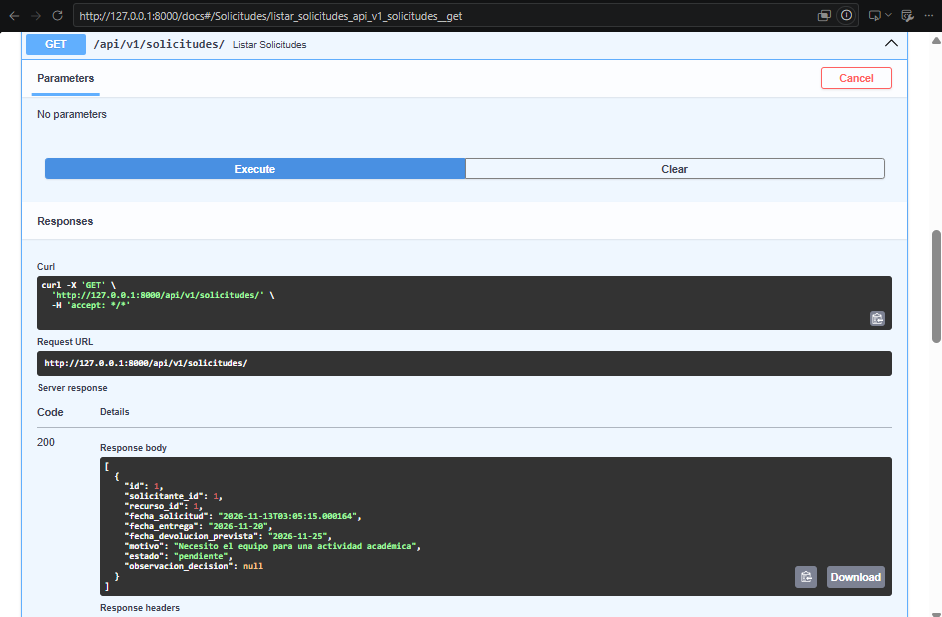 http://127.0.0.1:8000/docs#/Solicitudes/listar_solicitudes_api_v1_solicitudes__get
GET /api/v1/solicitudes/ Listar Solicitudes
Parameters
Cancel
No parameters
Execute
Clear
Responses
Curl
curl -X 'GET' \
  'http://127.0.0.1:8000/api/v1/solicitudes/' \
  -H 'accept: */*'
Request URL
http://127.0.0.1:8000/api/v1/solicitudes/
Server response
Code Details
200
Response body
[
  {
    "id": 1,
    "solicitante_id": 1,
    "recurso_id": 1,
    "fecha_solicitud": "2026-11-13T03:05:15.000164",
    "fecha_entrega": "2026-11-20",
    "fecha_devolucion_prevista": "2026-11-25",
    "motivo": "Necesito el equipo para una actividad académica",
    "estado": "pendiente",
    "observacion_decision": null
  }
]
Download
Response headers